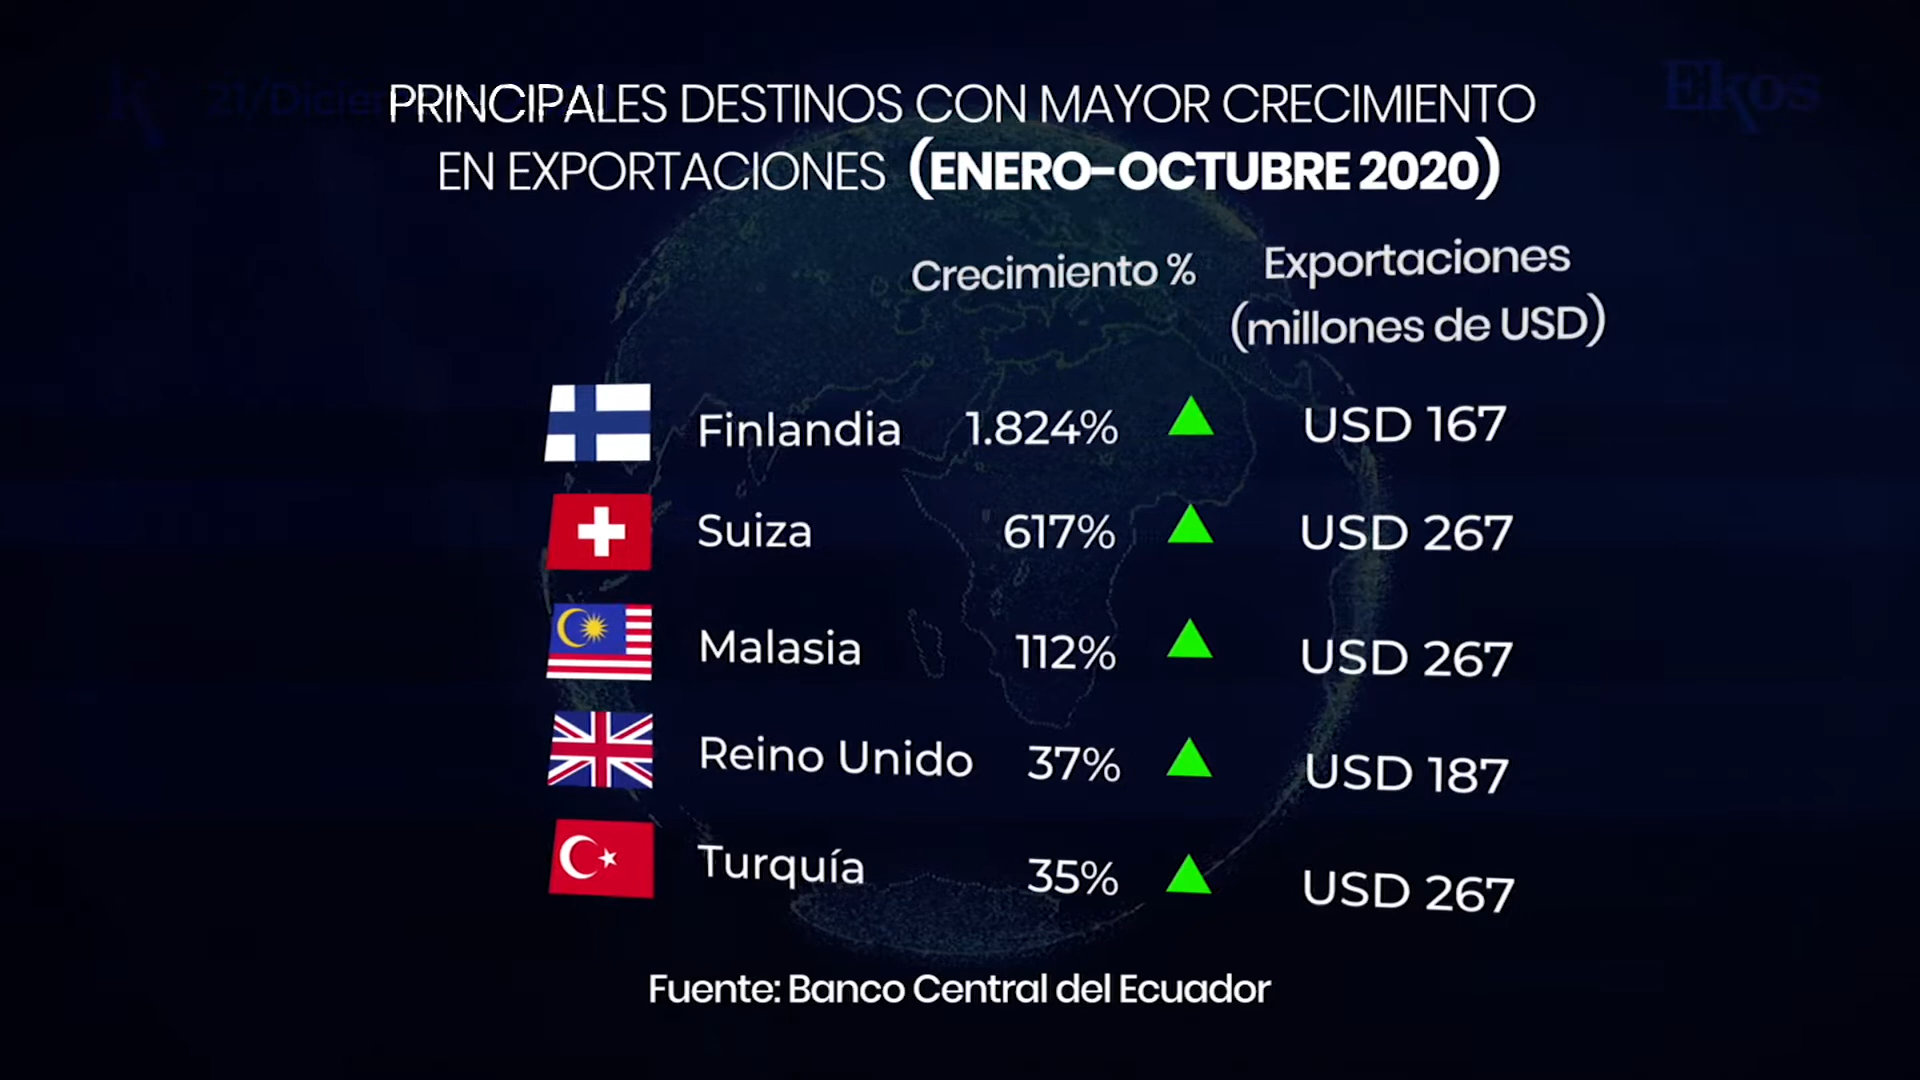 Ekos
PRINCIPALES DESTINOS CON MAYOR CRECIMIENTO
EN EXPORTACIONES (ENERO-OCTUBRE 2020)
Crecimiento %
Exportaciones
(millones de USD)
Finlandia 1.824% USD 167
Suiza 617% USD 267
Malasia 112% USD 267
Reino Unido 37% USD 187
Turquía 35% USD 267
Fuente: Banco Central del Ecuador